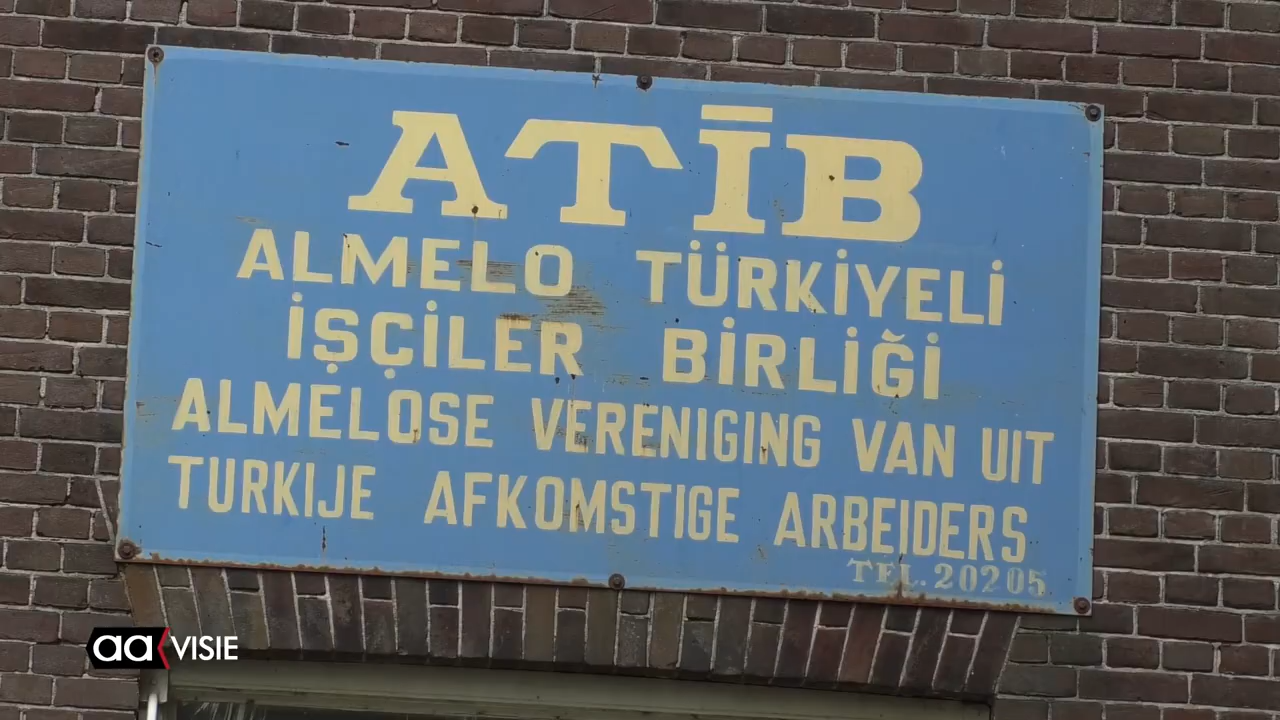 ATİB
ALMELO TÜRKİYELİ
İŞÇİLER BİRLİĞİ
ALMELOSE VERENIGING VAN UIT
TURKIJE AFKOMSTIGE ARBEIDERS
TEL. 20205
aa VISIE